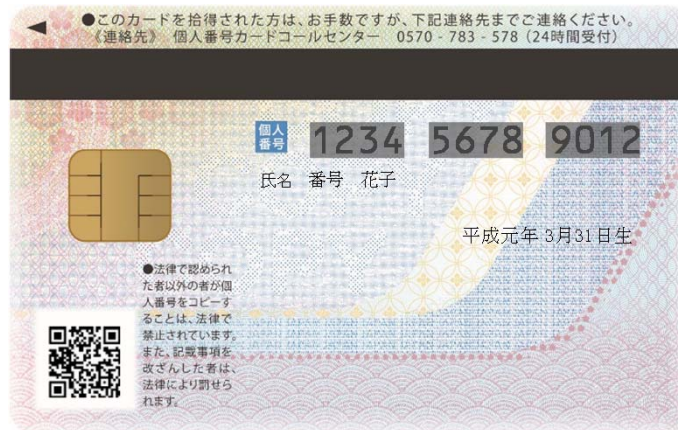 ●このカードを拾得された方は、お手数ですが、下記連絡先までご連絡ください。
《連絡先》 個人番号カードコールセンター 0570 - 783 - 578（24時間受付）
個人番号 1234 5678 9012
氏名 番号 花子
平成元年 3月31日生
●法律で認められ
た者以外の者が個
人番号をコピーす
ることは、法律で
禁止されています。
また、記載事項を
改ざんした者は、
法律により罰せら
れます。